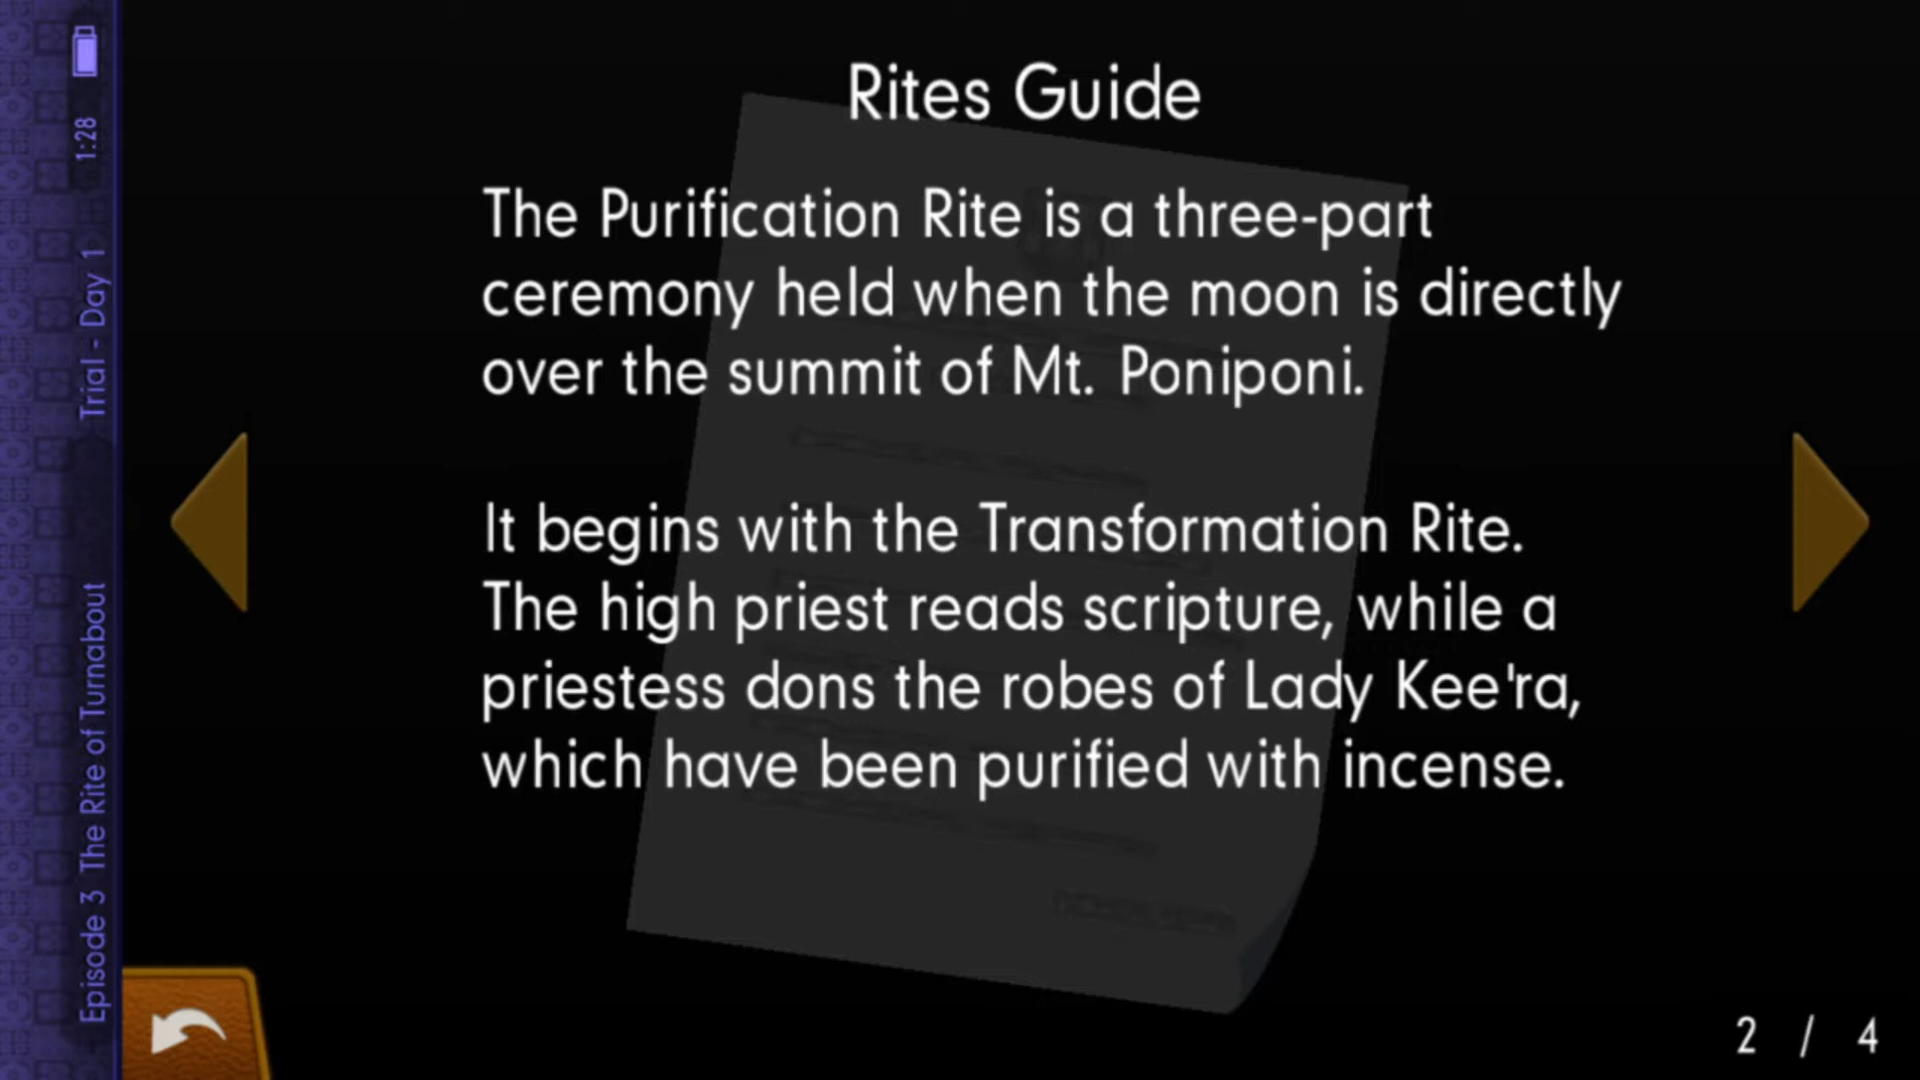 Rites Guide
The Purification Rite is a three-part
ceremony held when the moon is directly
over the summit of Mt. Poniponi.
It begins with the Transformation Rite.
The high priest reads scripture, while a
priestess dons the robes of Lady Kee'ra,
which have been purified with incense.
2 / 4
Episode 3 The Rite of Turnabout
Trial - Day 1
1:28